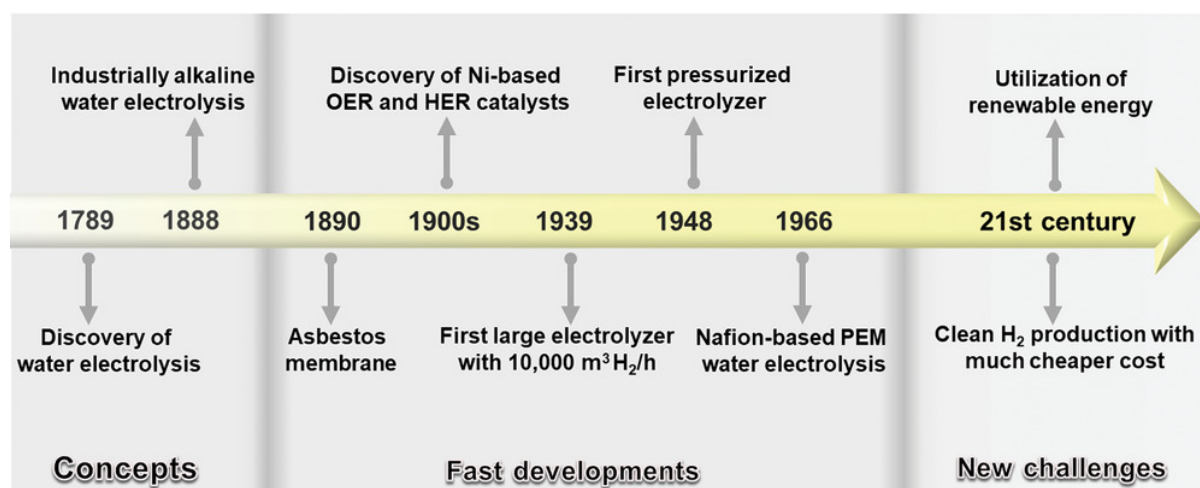 Industrially alkaline
water electrolysis
Discovery of Ni-based
OER and HER catalysts
First pressurized
electrolyzer
Utilization of
renewable energy
1789
1888
1890
1900s
1939
1948
1966
21st century
Discovery of
water electrolysis
Asbestos
membrane
First large electrolyzer
with 10,000 m³ H₂/h
Nafion-based PEM
water electrolysis
Clean H₂ production with
much cheaper cost
Concepts
Fast developments
New challenges